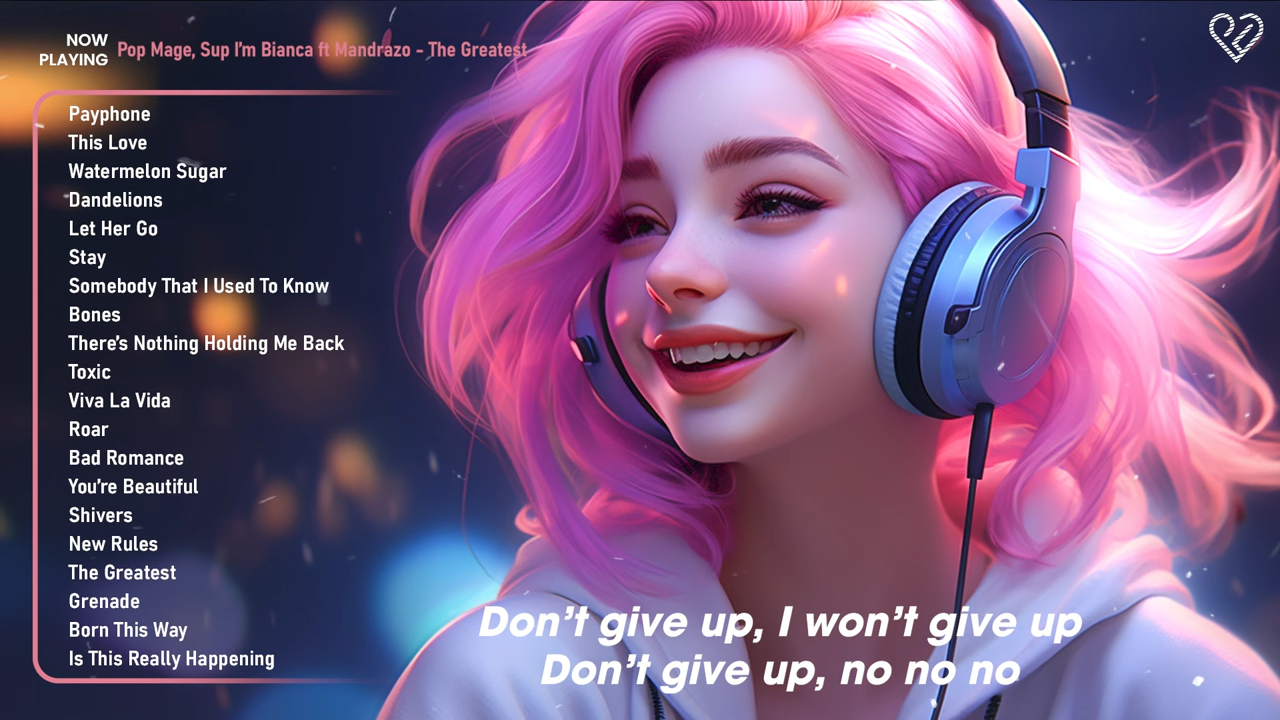 NOW
PLAYING
Pop Mage, Sup I'm Bianca ft Mandrazo - The Greatest
Payphone
This Love
Watermelon Sugar
Dandelions
Let Her Go
Stay
Somebody That I Used To Know
Bones
There's Nothing Holding Me Back
Toxic
Viva La Vida
Roar
Bad Romance
You're Beautiful
Shivers
New Rules
The Greatest
Grenade
Born This Way
Is This Really Happening
Don't give up, I won't give up
Don't give up, no no no